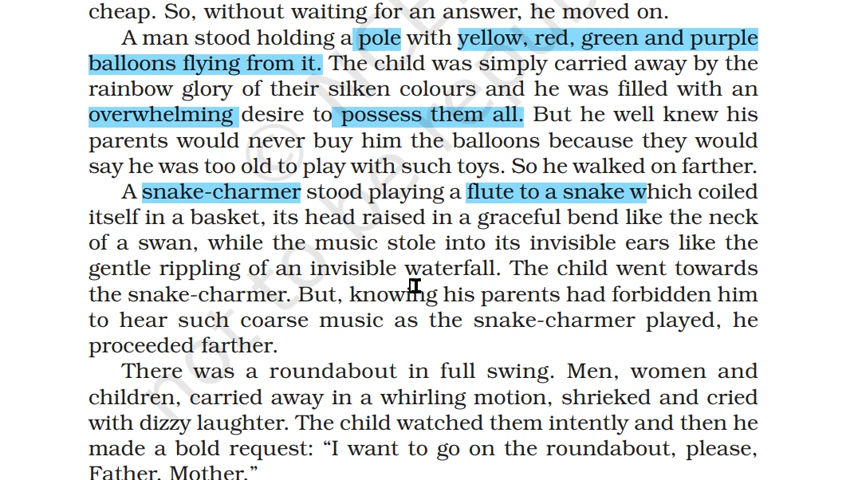 cheap. So, without waiting for an answer, he moved on.
A man stood holding a pole with yellow, red, green and purple
balloons flying from it. The child was simply carried away by the
rainbow glory of their silken colours and he was filled with an
overwhelming desire to possess them all. But he well knew his
parents would never buy him the balloons because they would
say he was too old to play with such toys. So he walked on farther.
A snake-charmer stood playing a flute to a snake which coiled
itself in a basket, its head raised in a graceful bend like the neck
of a swan, while the music stole into its invisible ears like the
gentle rippling of an invisible waterfall. The child went towards
the snake-charmer. But, knowing his parents had forbidden him
to hear such coarse music as the snake-charmer played, he
proceeded farther.
There was a roundabout in full swing. Men, women and
children, carried away in a whirling motion, shrieked and cried
with dizzy laughter. The child watched them intently and then he
made a bold request: “I want to go on the roundabout, please,
Father, Mother.”
© NCE
not to be republ